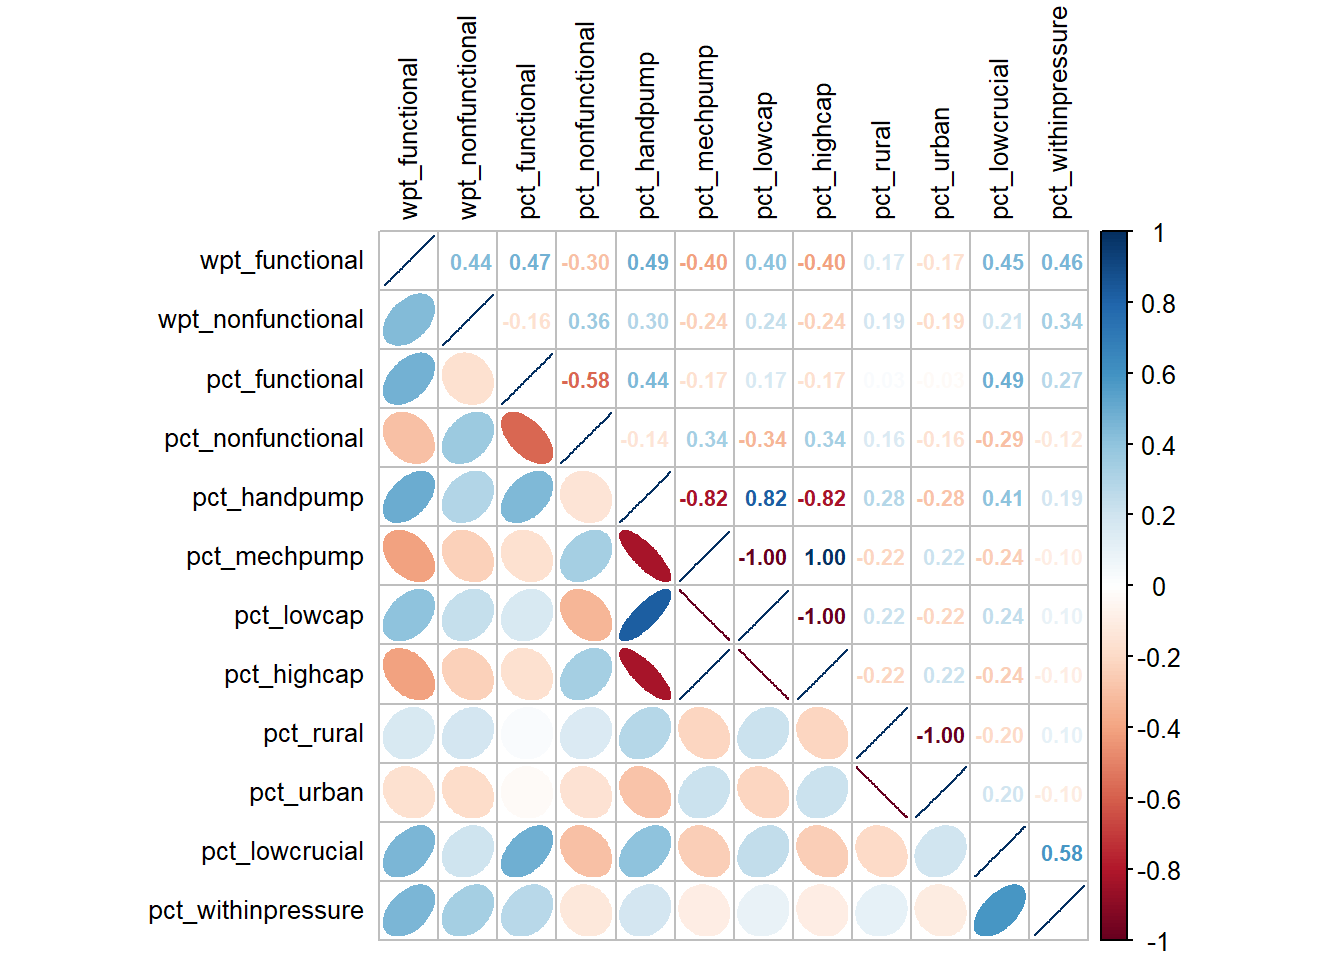 wpt_functional
wpt_nonfunctional
pct_functional
pct_nonfunctional
pct_handpump
pct_mechpump
pct_lowcap
pct_highcap
pct_rural
pct_urban
pct_lowcrucial
pct_withinpressure
wpt_functional 0.44 0.47 -0.30 0.49 -0.40 0.40 -0.40 0.17 -0.17 0.45 0.46
wpt_nonfunctional -0.16 0.36 0.30 -0.24 0.24 -0.24 0.19 -0.19 0.21 0.34
pct_functional -0.58 0.44 -0.17 0.17 -0.17 0.03 -0.03 0.49 0.27
pct_nonfunctional -0.14 0.34 -0.34 0.34 0.16 -0.16 -0.29 -0.12
pct_handpump -0.82 0.82 -0.82 0.28 -0.28 0.41 0.19
pct_mechpump -1.00 1.00 -0.22 0.22 -0.24 -0.10
pct_lowcap -1.00 0.22 -0.22 0.24 0.10
pct_highcap -0.22 0.22 -0.24 -0.10
pct_rural -1.00 -0.20 0.10
pct_urban 0.20 -0.10
pct_lowcrucial 0.58
pct_withinpressure
1
0.8
0.6
0.4
0.2
0
-0.2
-0.4
-0.6
-0.8
-1